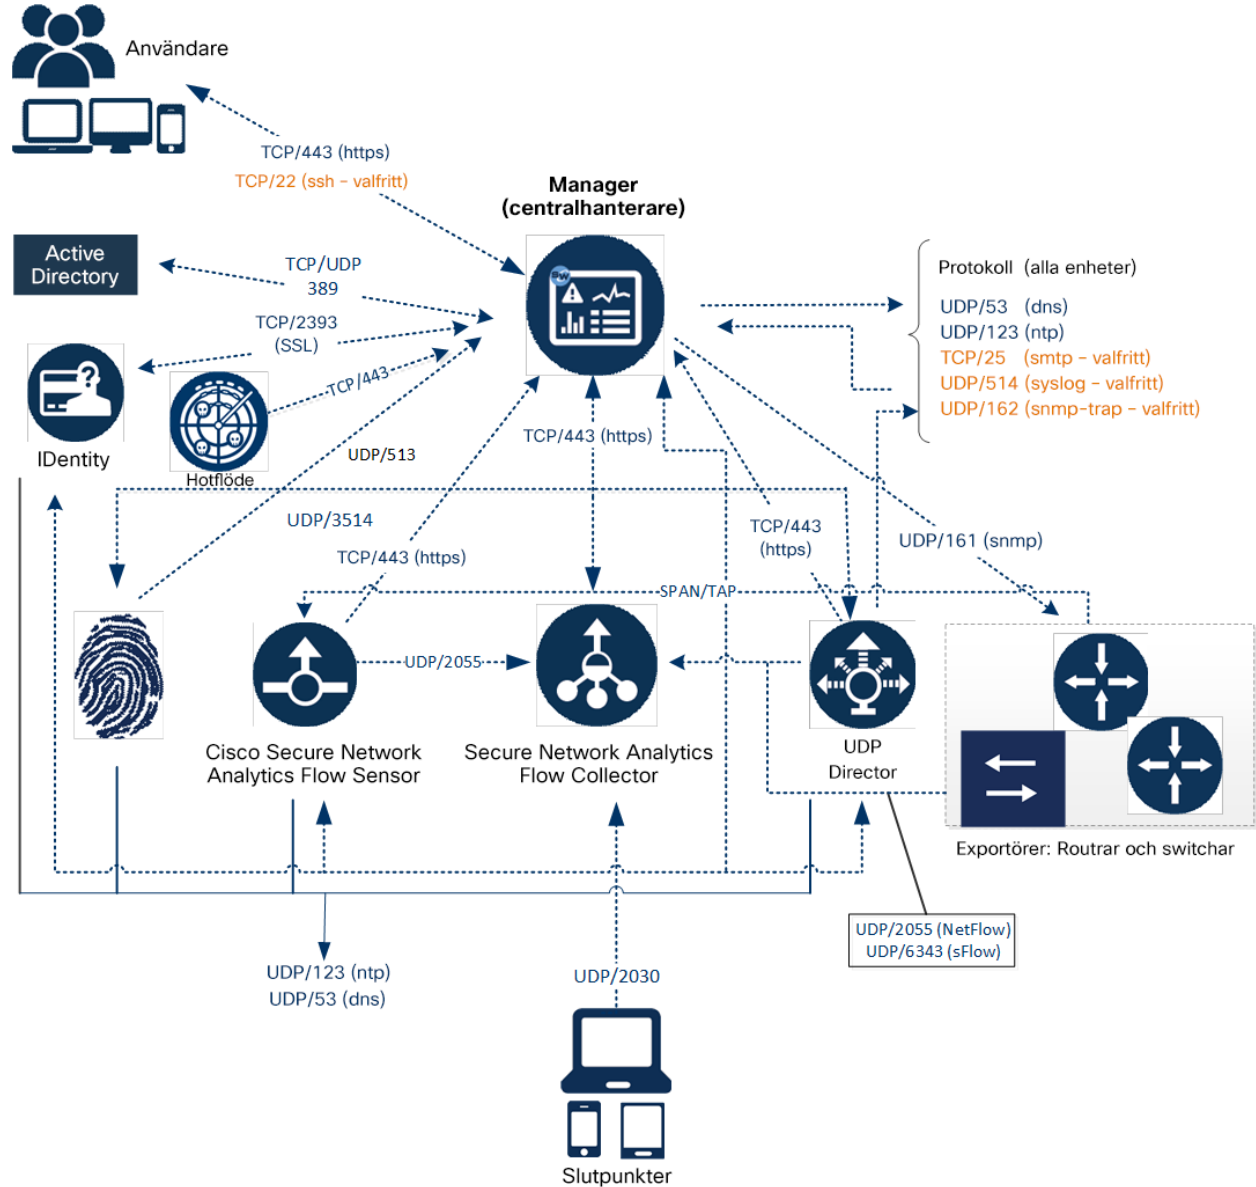 Användare
TCP/443 (https)
TCP/22 (ssh – valfritt)
Manager
(centralhanterare)
SW
Active
Directory
TCP/UDP
389
TCP/2393
(SSL)
TCP/443
IDentity
Hotflöde
UDP/513
UDP/3514
TCP/443 (https)
TCP/443 (https)
TCP/443
(https)
Protokoll (alla enheter)
UDP/53 (dns)
UDP/123 (ntp)
TCP/25 (smtp – valfritt)
UDP/514 (syslog – valfritt)
UDP/162 (snmp-trap – valfritt)
UDP/161 (snmp)
SPAN/TAP
UDP/2055
Cisco Secure Network
Analytics Flow Sensor
Secure Network Analytics
Flow Collector
UDP
Director
Exportörer: Routrar och switchar
UDP/2055 (NetFlow)
UDP/6343 (sFlow)
UDP/123 (ntp)
UDP/53 (dns)
UDP/2030
Slutpunkter